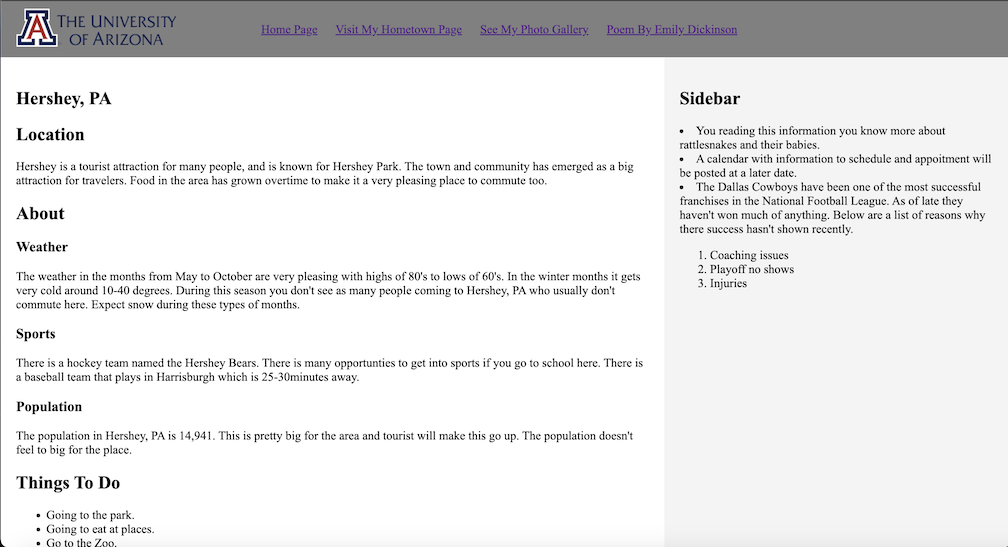 THE UNIVERSITY
OF ARIZONA
Home Page Visit My Hometown Page See My Photo Gallery Poem By Emily Dickinson
Hershey, PA
Location
Hershey is a tourist attraction for many people, and is known for Hershey Park. The town and community has emerged as a big
attraction for travelers. Food in the area has grown overtime to make it a very pleasing place to commute too.
About
Weather
The weather in the months from May to October are very pleasing with highs of 80's to lows of 60's. In the winter months it gets
very cold around 10-40 degrees. During this season you don't see as many people coming to Hershey, PA who usually don't
commute here. Expect snow during these types of months.
Sports
There is a hockey team named the Hershey Bears. There is many opportunties to get into sports if you go to school here. There is
a baseball team that plays in Harrisburgh which is 25-30minutes away.
Population
The population in Hershey, PA is 14,941. This is pretty big for the area and tourist will make this go up. The population doesn't
feel to big for the place.
Things To Do
• Going to the park.
• Going to eat at places.
• Go to the Zoo.
Sidebar
• You reading this information you know more about
rattlesnakes and their babies.
• A calendar with information to schedule and appoitment will
be posted at a later date.
• The Dallas Cowboys have been one of the most successful
franchises in the National Football League. As of late they
haven't won much of anything. Below are a list of reasons why
there success hasn't shown recently.
1. Coaching issues
2. Playoff no shows
3. Injuries